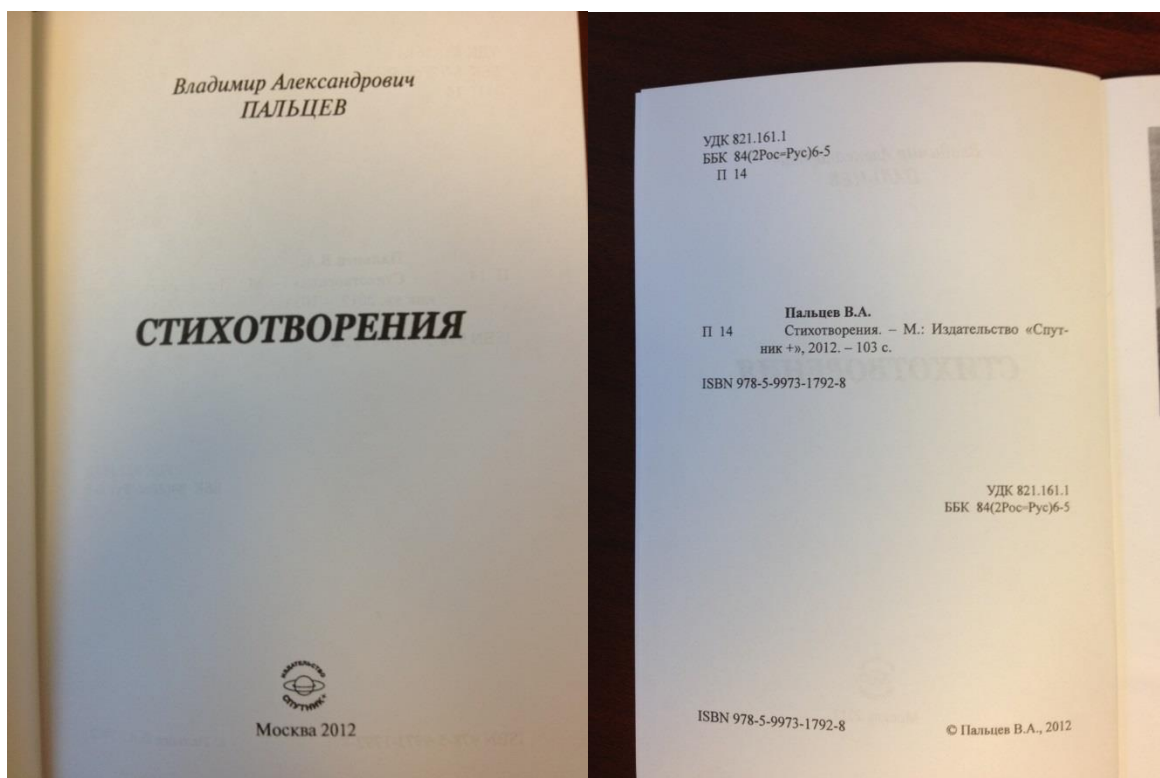 Владимир Александрович
ПАЛЬЦЕВ
СТИХОТВОРЕНИЯ
ИЗДАТЕЛЬСТВО
СПУТНИК+
Москва 2012
УДК 821.161.1
ББК 84(2Рос=Рус)6-5
П 14
Пальцев В.А.
П 14 Стихотворения. – М.: Издательство «Спут-
ник +», 2012. – 103 с.
ISBN 978-5-9973-1792-8
УДК 821.161.1
ББК 84(2Рос=Рус)6-5
ISBN 978-5-9973-1792-8
© Пальцев В.А., 2012